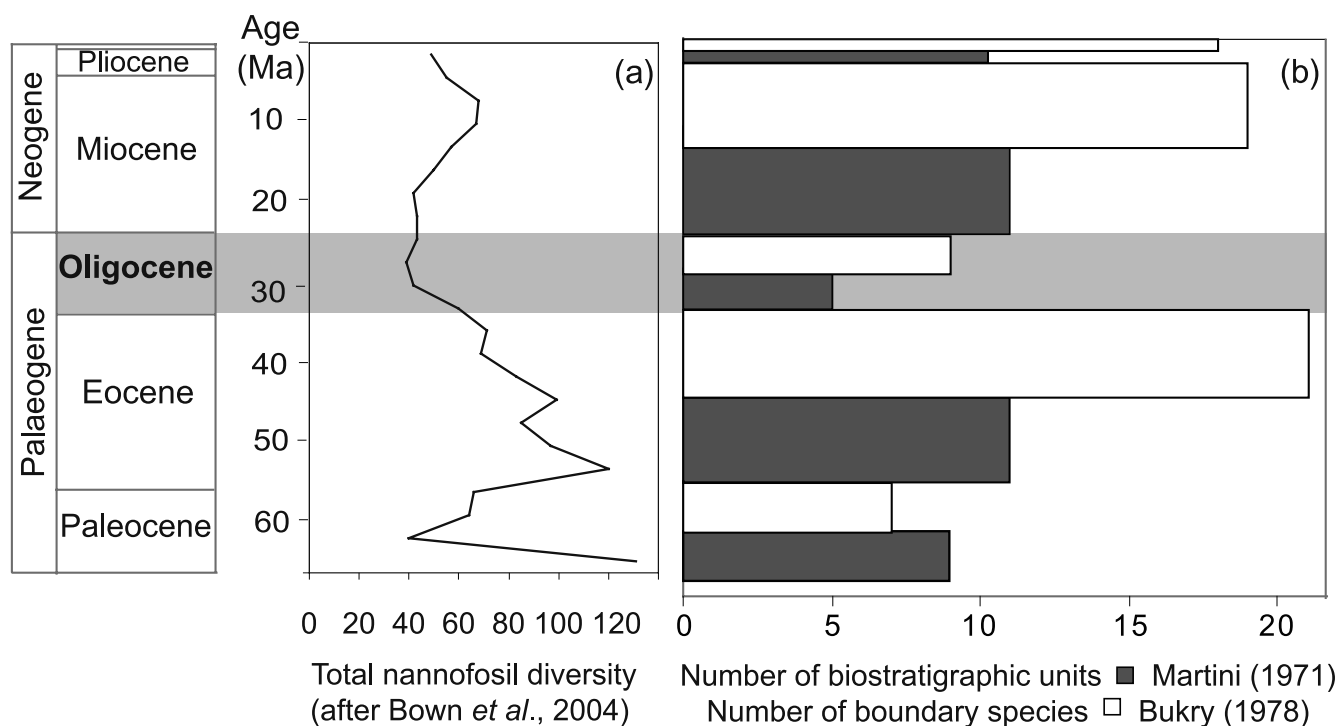 Neogene
Palaeogene
Pliocene
Miocene
Oligocene
Eocene
Paleocene
Age
(Ma)
10
20
30
40
50
60
(a)
0 20 40 60 80 100 120
Total nannofosil diversity
(after Bown et al., 2004)
(b)
0 5 10 15 20
Number of biostratigraphic units Martini (1971)
Number of boundary species Bukry (1978)